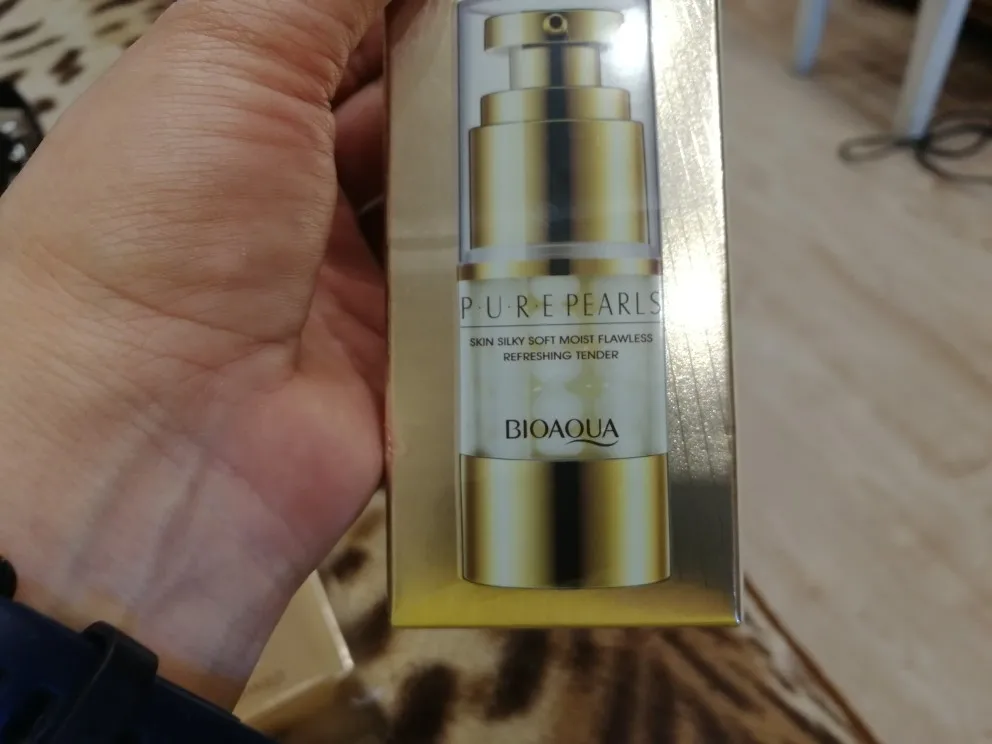 P·U·R·E PEARLS
SKIN SILKY SOFT MOIST FLAWLESS
REFRESHING TENDER
BIOAQUA